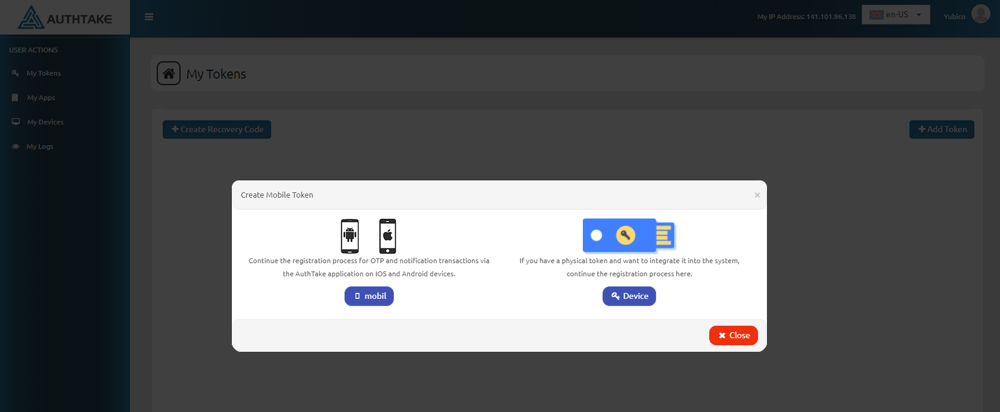 AUTHTAKE
My IP Address: 141.101.96.138
en-US
Yubico
USER ACTIONS
My Tokens
My Apps
My Devices
My Logs
My Tokens
Create Recovery Code
Add Token
Create Mobile Token
Continue the registration process for OTP and notification transactions via
the AuthTake application on IOS and Android devices.
mobil
If you have a physical token and want to integrate it into the system,
continue the registration process here.
Device
Close